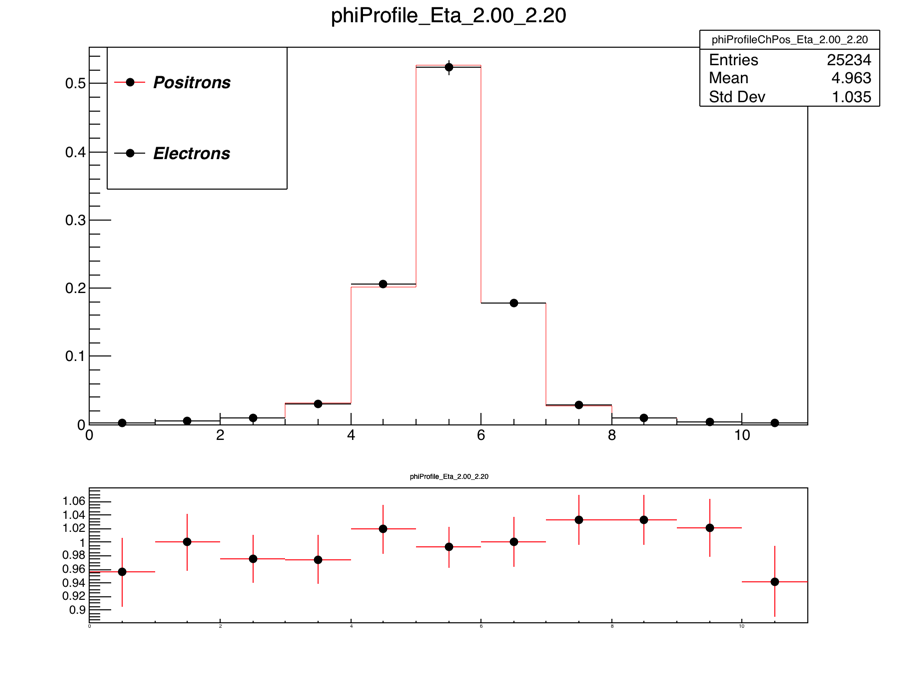 phiProfile_Eta_2.00_2.20
phiProfileChPos_Eta_2.00_2.20
Entries 25234
Mean 4.963
Std Dev 1.035
Positrons
Electrons
0.5
0.4
0.3
0.2
0.1
0
0 2 4 6 8 10
phiProfile_Eta_2.00_2.20
1.06
1.04
1.02
1
0.98
0.96
0.94
0.92
0.9
0 2 4 6 8 10